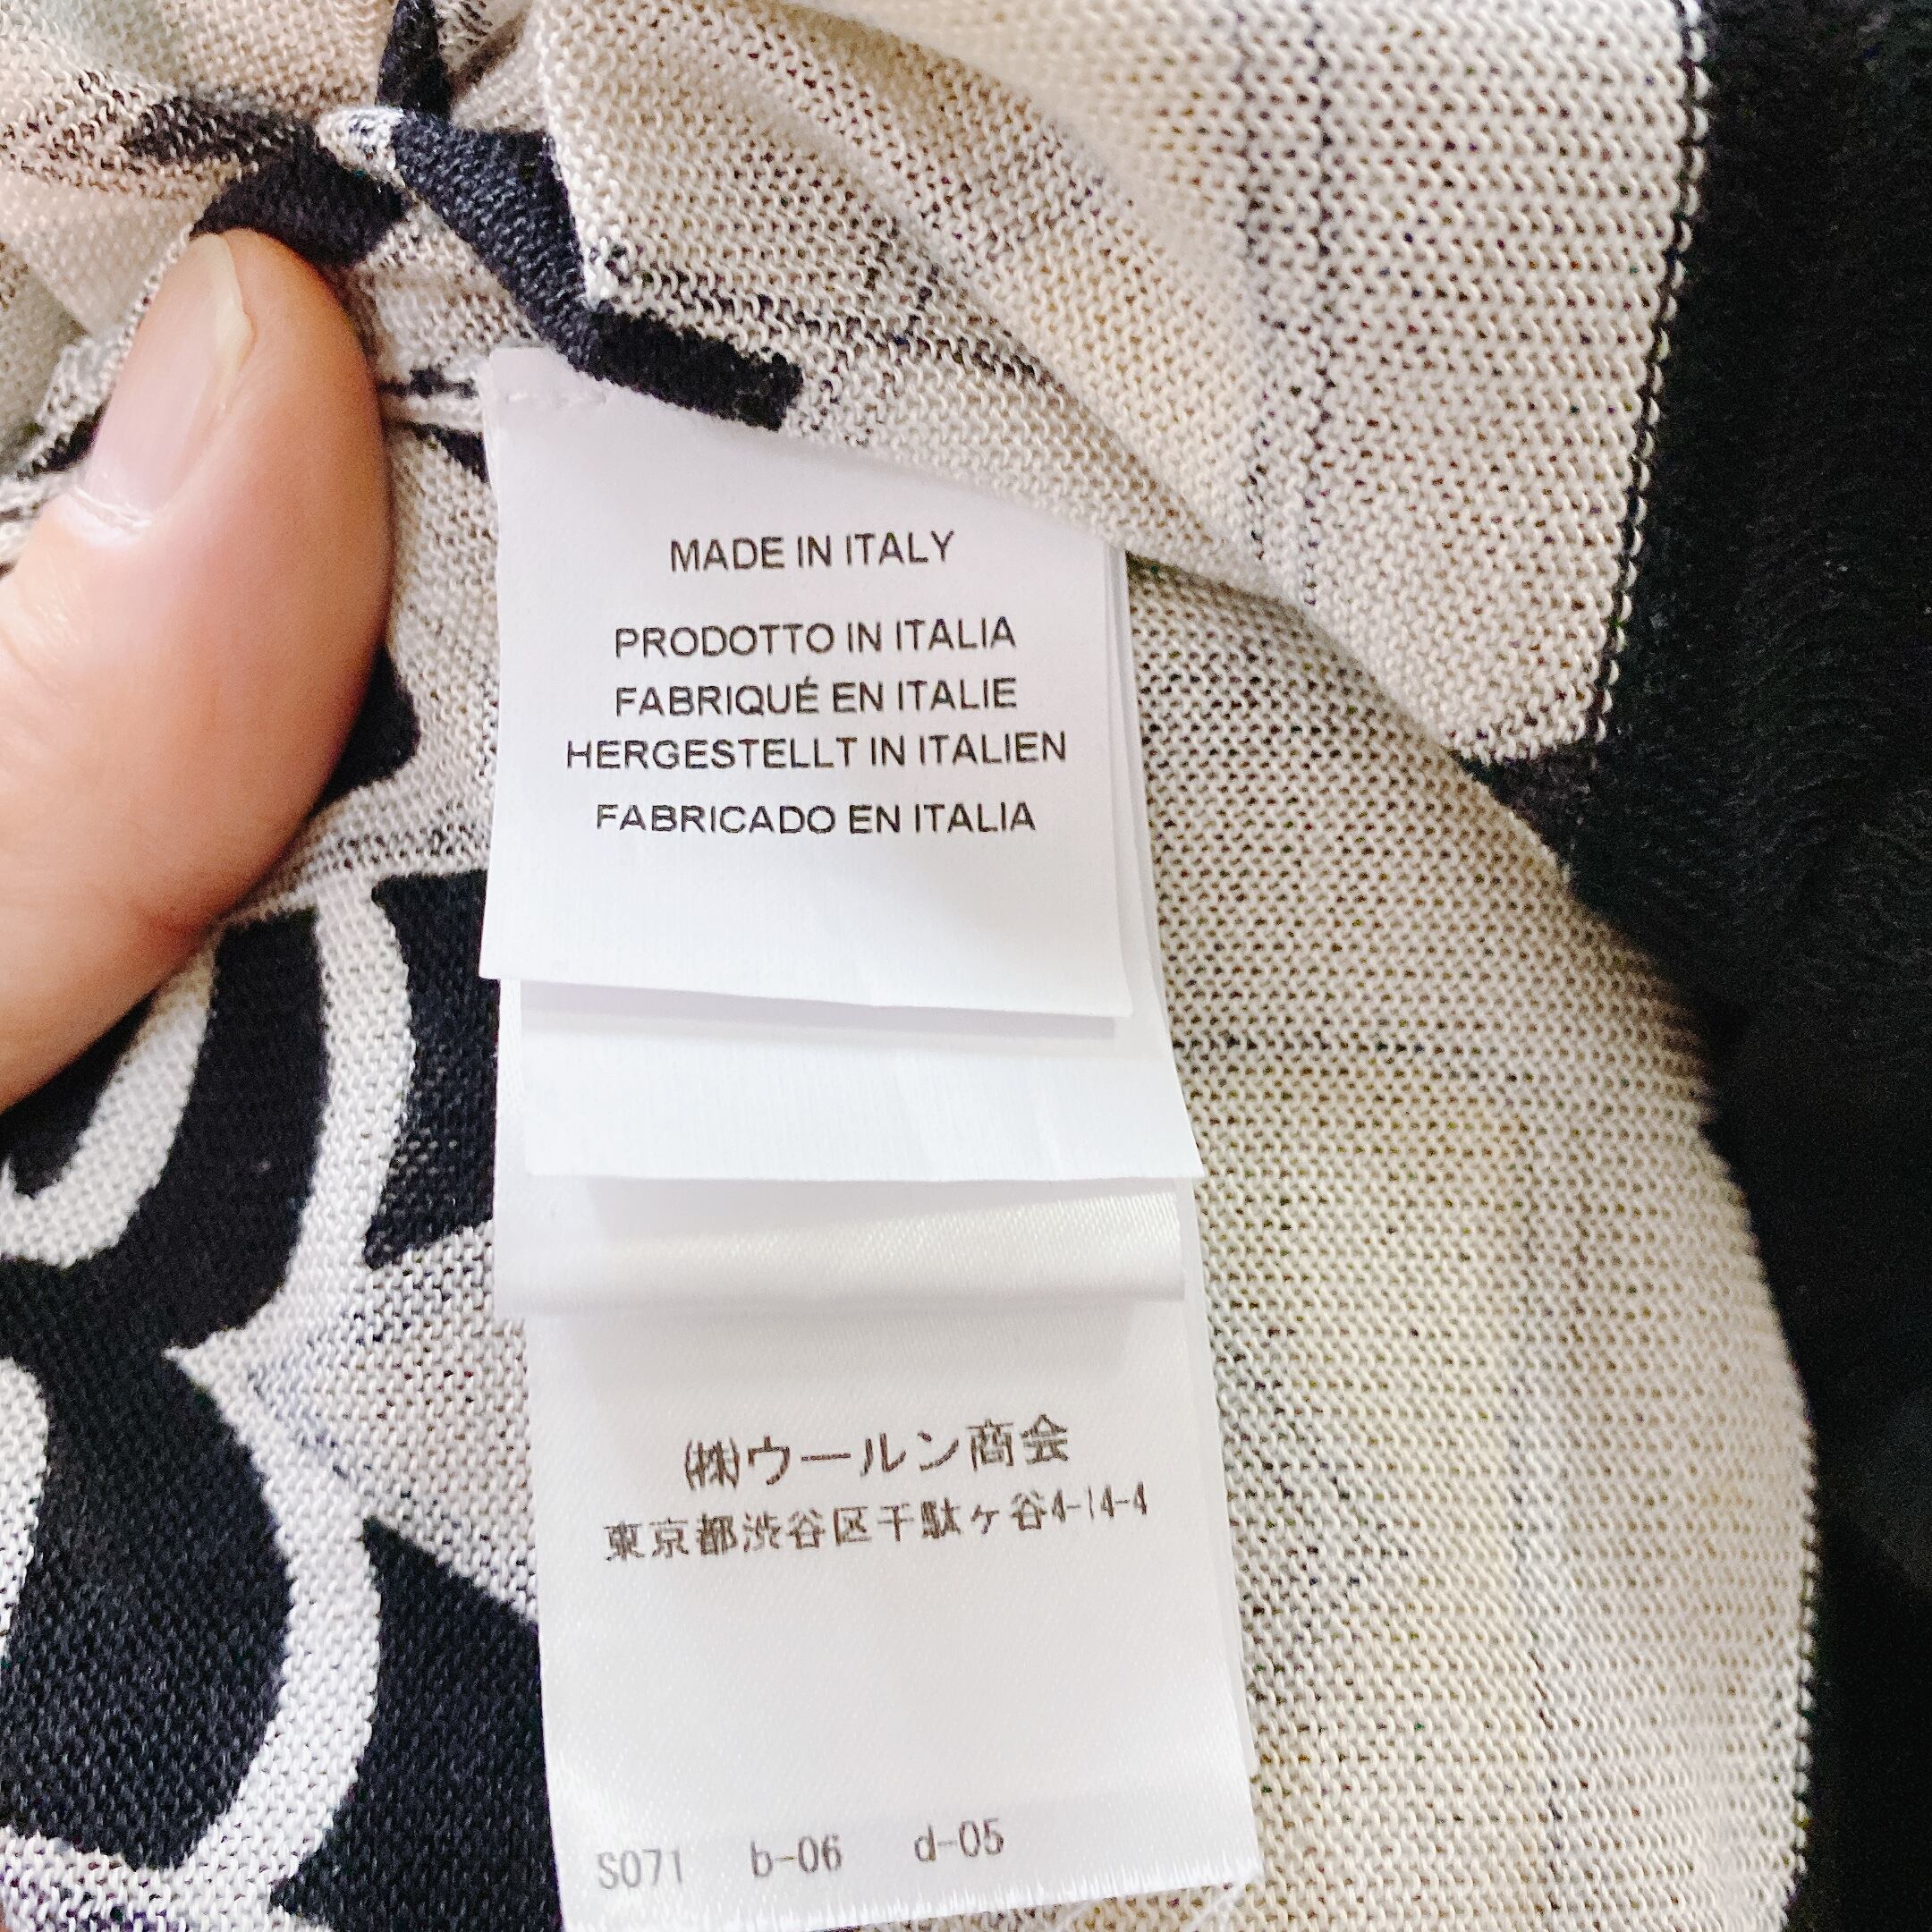 MADE IN ITALY
PRODOTTO IN ITALIA
FABRIQUÉ EN ITALIE
HERGESTELLT IN ITALIEN
FABRICADO EN ITALIA
㈱ウールン商会
東京都渋谷区千駄ヶ谷4-14-4
S071 b-06 d-05